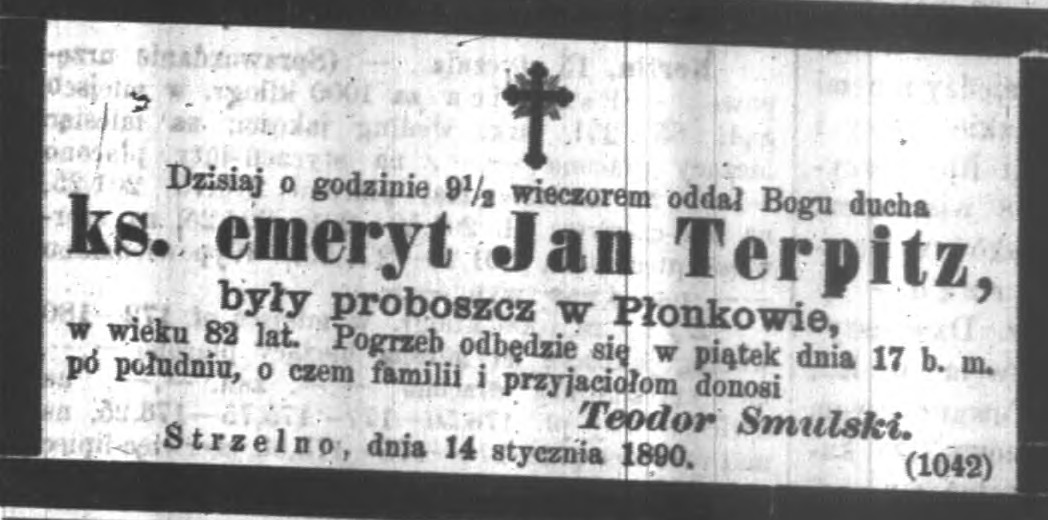 Dzisiaj o godzinie 9½ wieczorem oddał Bogu ducha
ks. emeryt Jan Terpitz,
były proboszcz w Płonkowie,
w wieku 82 lat. Pogrzeb odbędzie się w piątek dnia 17 b. m.
po południu, o czem familii i przyjaciołom donosi
Teodor Smulski.
Strzelno, dnia 14 stycznia 1890.
(1042)